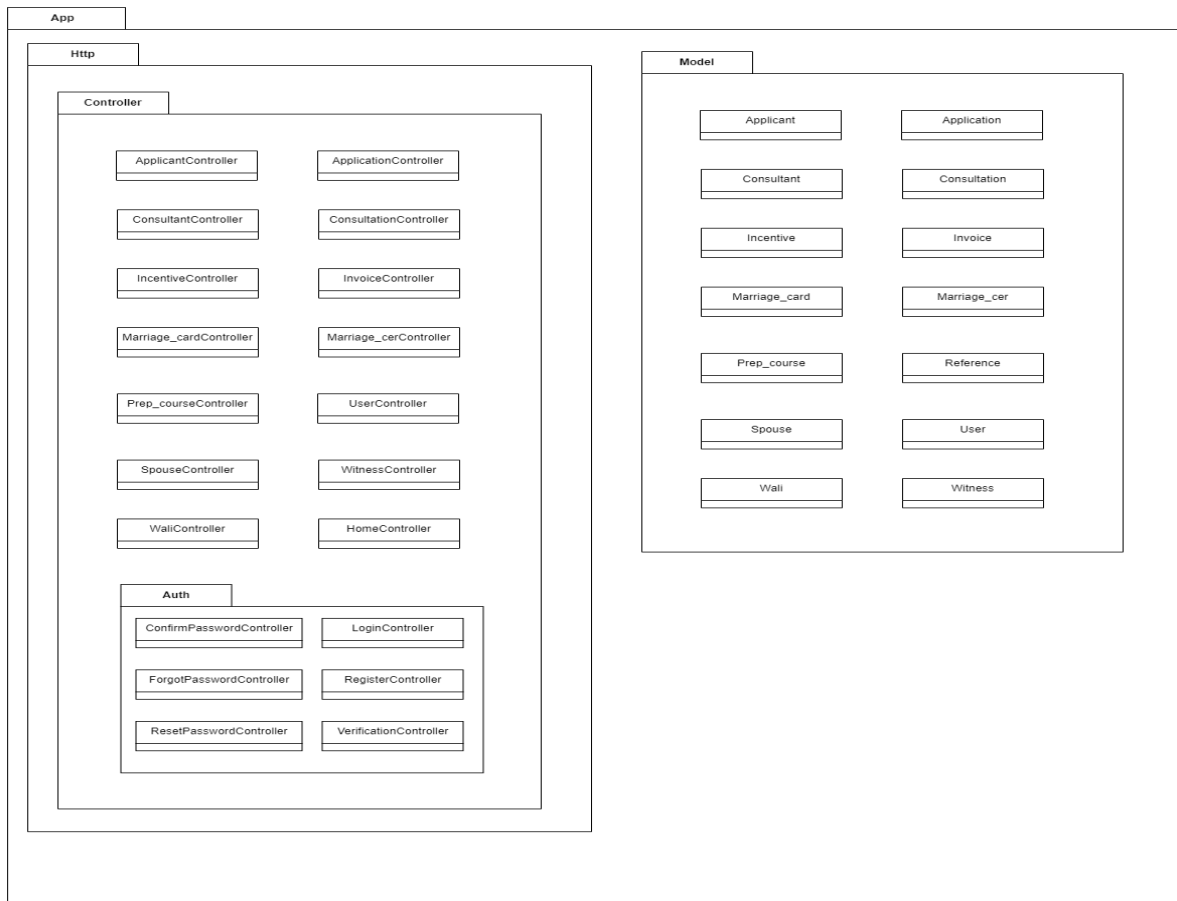 App
Http
Controller
ApplicantController
ApplicationController
ConsultantController
ConsultationController
IncentiveController
InvoiceController
Marriage_cardController
Marriage_cerController
Prep_courseController
UserController
SpouseController
WitnessController
WaliController
HomeController
Auth
ConfirmPasswordController
LoginController
ForgotPasswordController
RegisterController
ResetPasswordController
VerificationController
Model
Applicant
Application
Consultant
Consultation
Incentive
Invoice
Marriage_card
Marriage_cer
Prep_course
Reference
Spouse
User
Wali
Witness